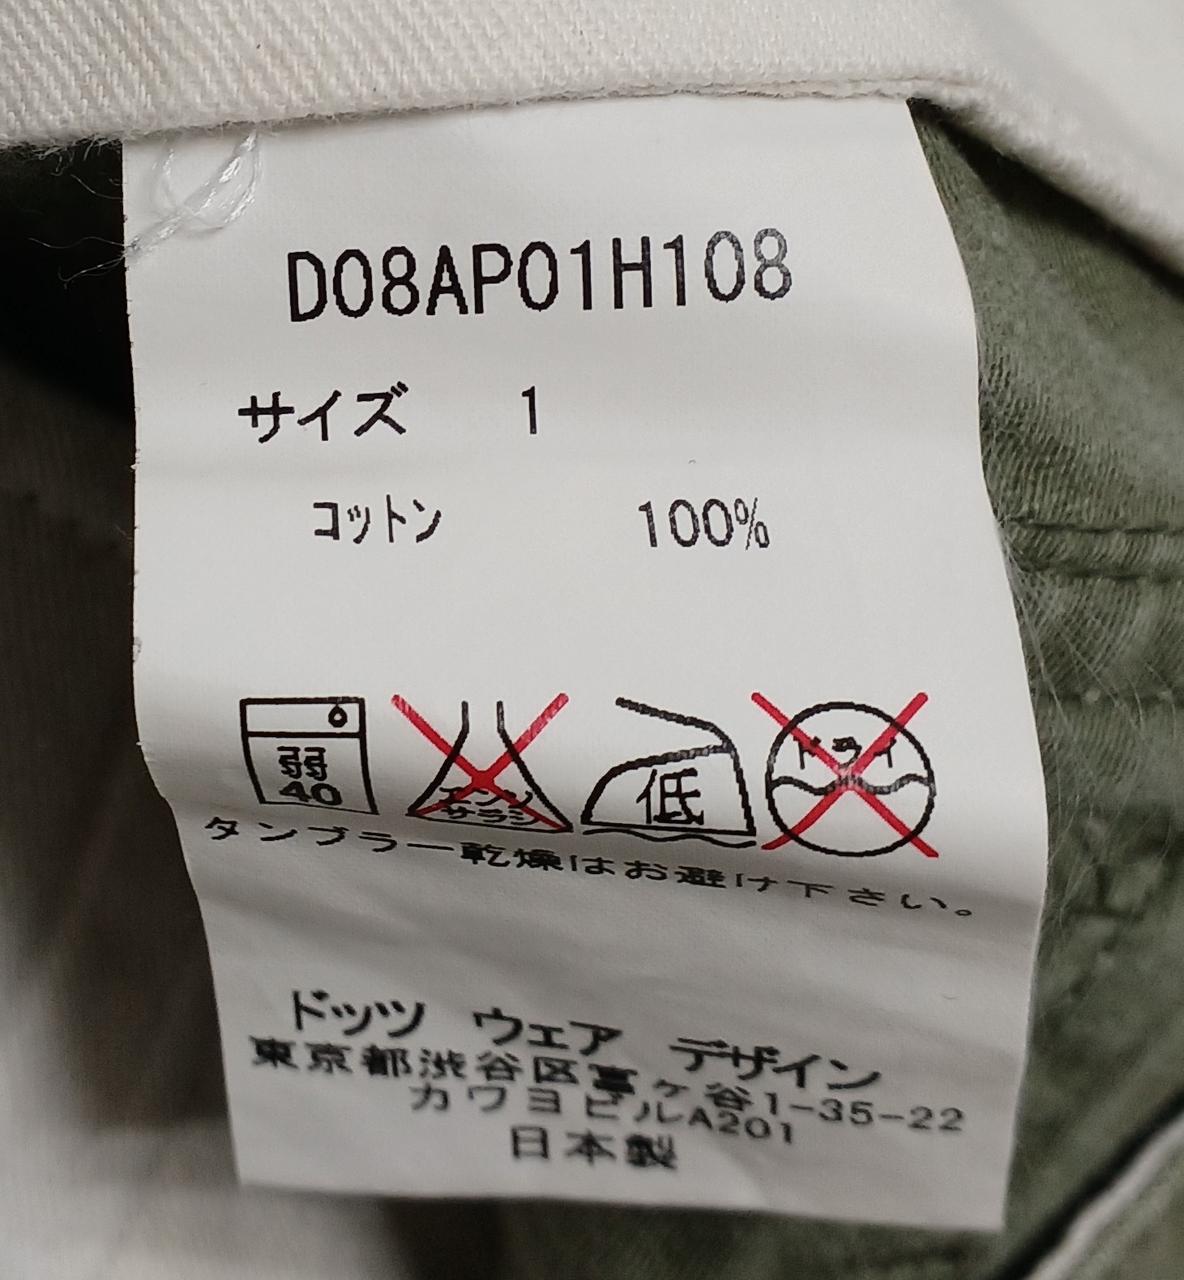 D08AP01H108
サイズ 1
コットン 100%
弱
40
エンソ
サラシ
低
ドライ
タンブラー乾燥はお避け下さい。
ドッツ ウェア デザイン
東京都渋谷区富ヶ谷1-35-22
カワヨビルA201
日本製